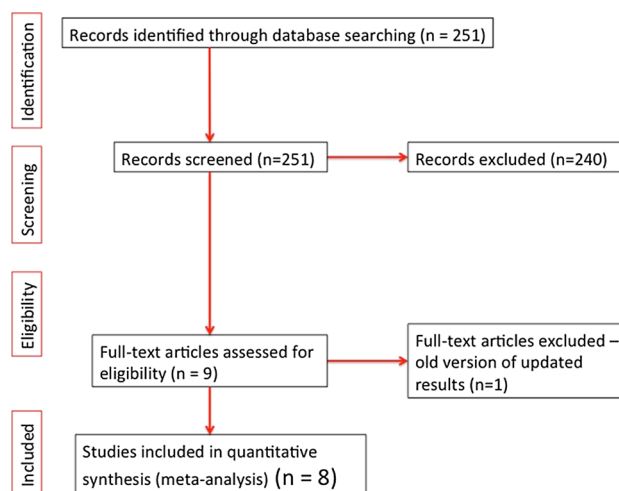 Identification
Records identified through database searching (n = 251)
Screening
Records screened (n=251)
Records excluded (n=240)
Eligibility
Full-text articles assessed for
eligibility (n = 9)
Full-text articles excluded –
old version of updated
results (n=1)
Included
Studies included in quantitative
synthesis (meta-analysis) (n = 8)